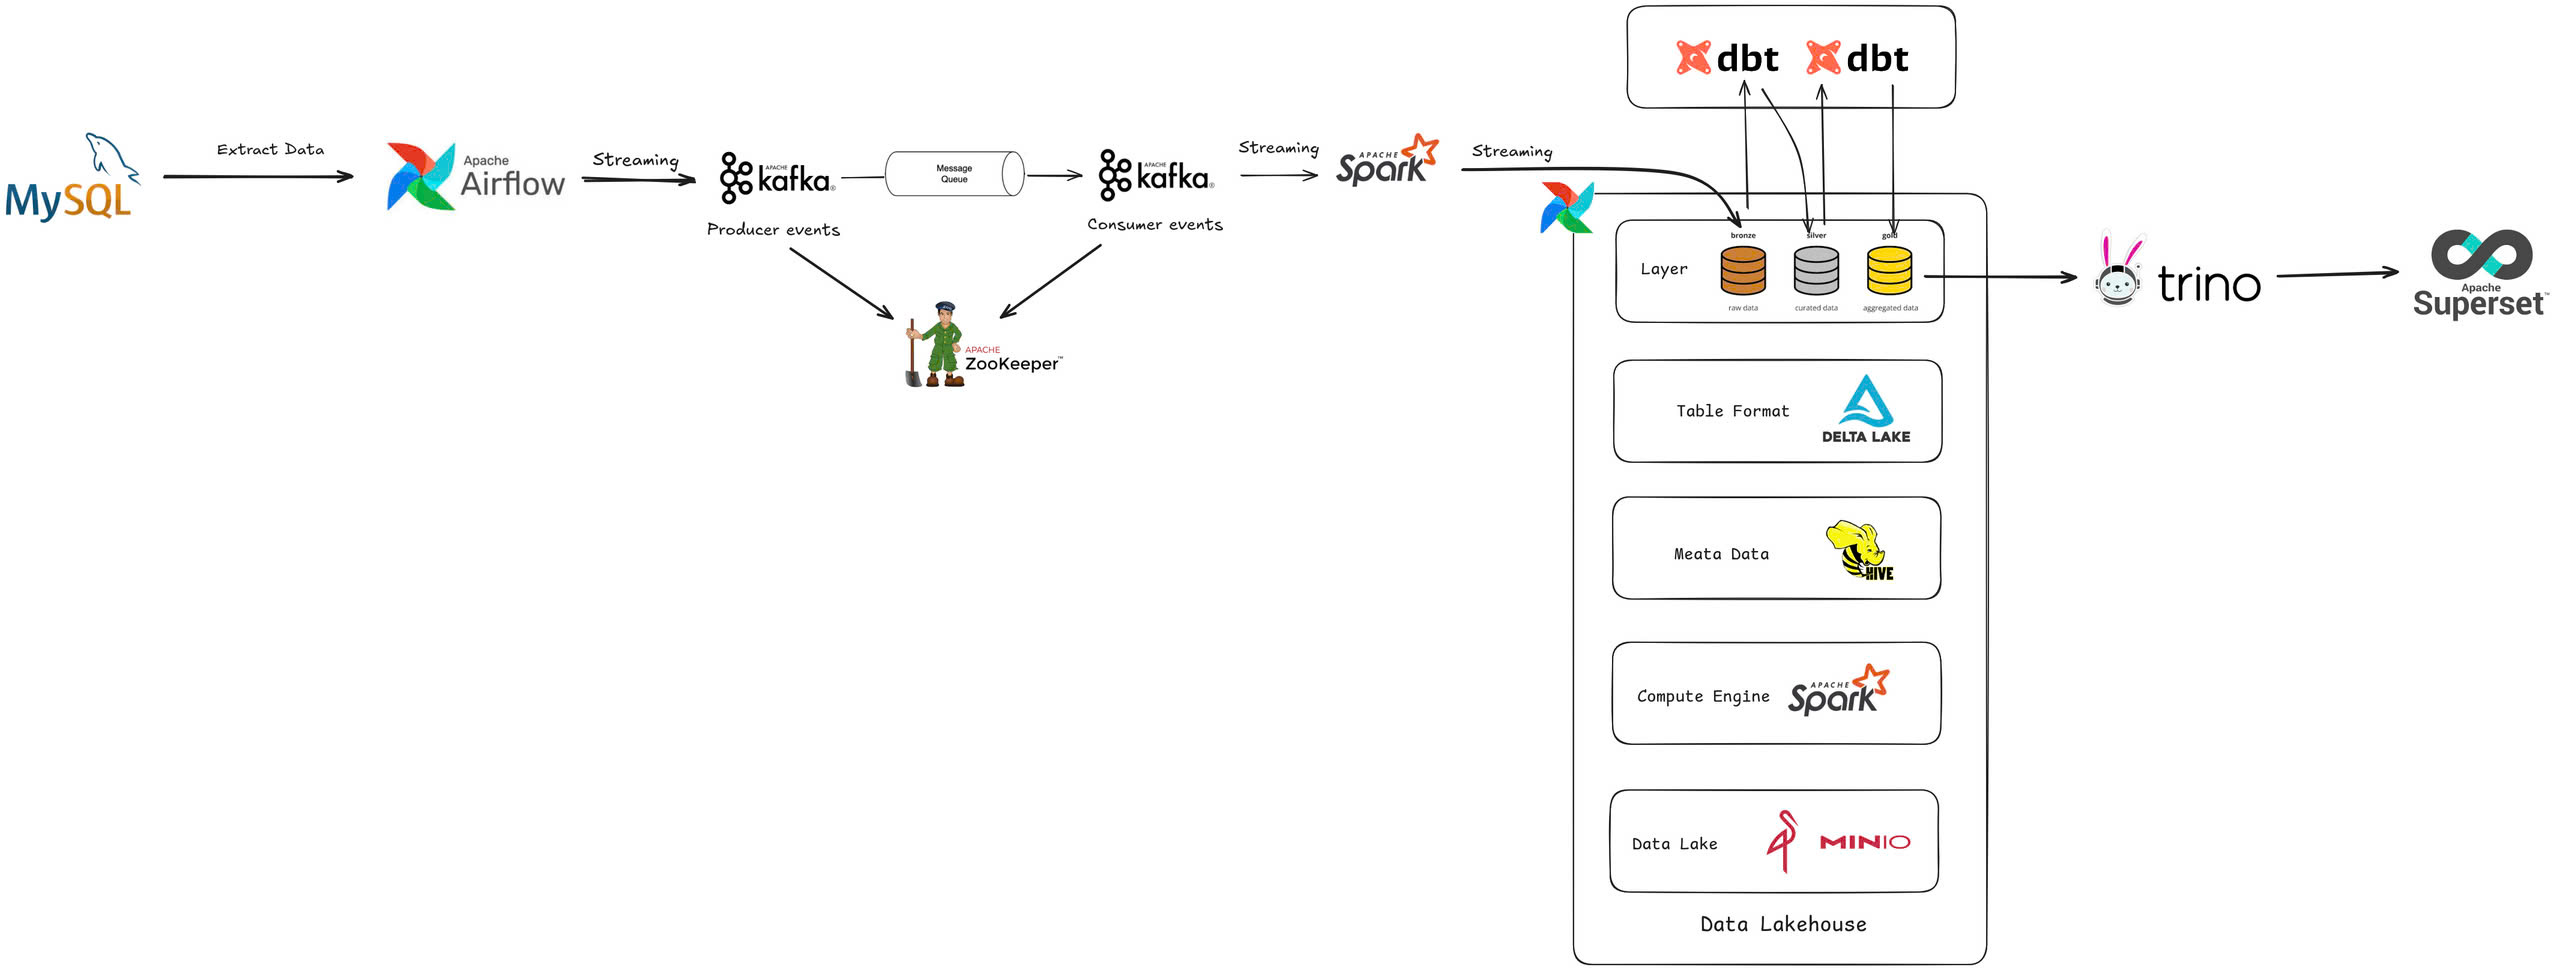 dbt
dbt
MySQL
Extract Data
Apache
Airflow
Streaming
APACHE
kafka®
Producer events
Message
Queue
APACHE
kafka®
Consumer events
APACHE
ZooKeeper™
Streaming
APACHE
Spark
Streaming
Layer
bronze
silver
gold
raw data
curated data
aggregated data
Table Format
DELTA LAKE
Meata Data
HIVE
Compute Engine
APACHE
Spark
Data Lake
MINIO
Data Lakehouse
trino
Apache
Superset™